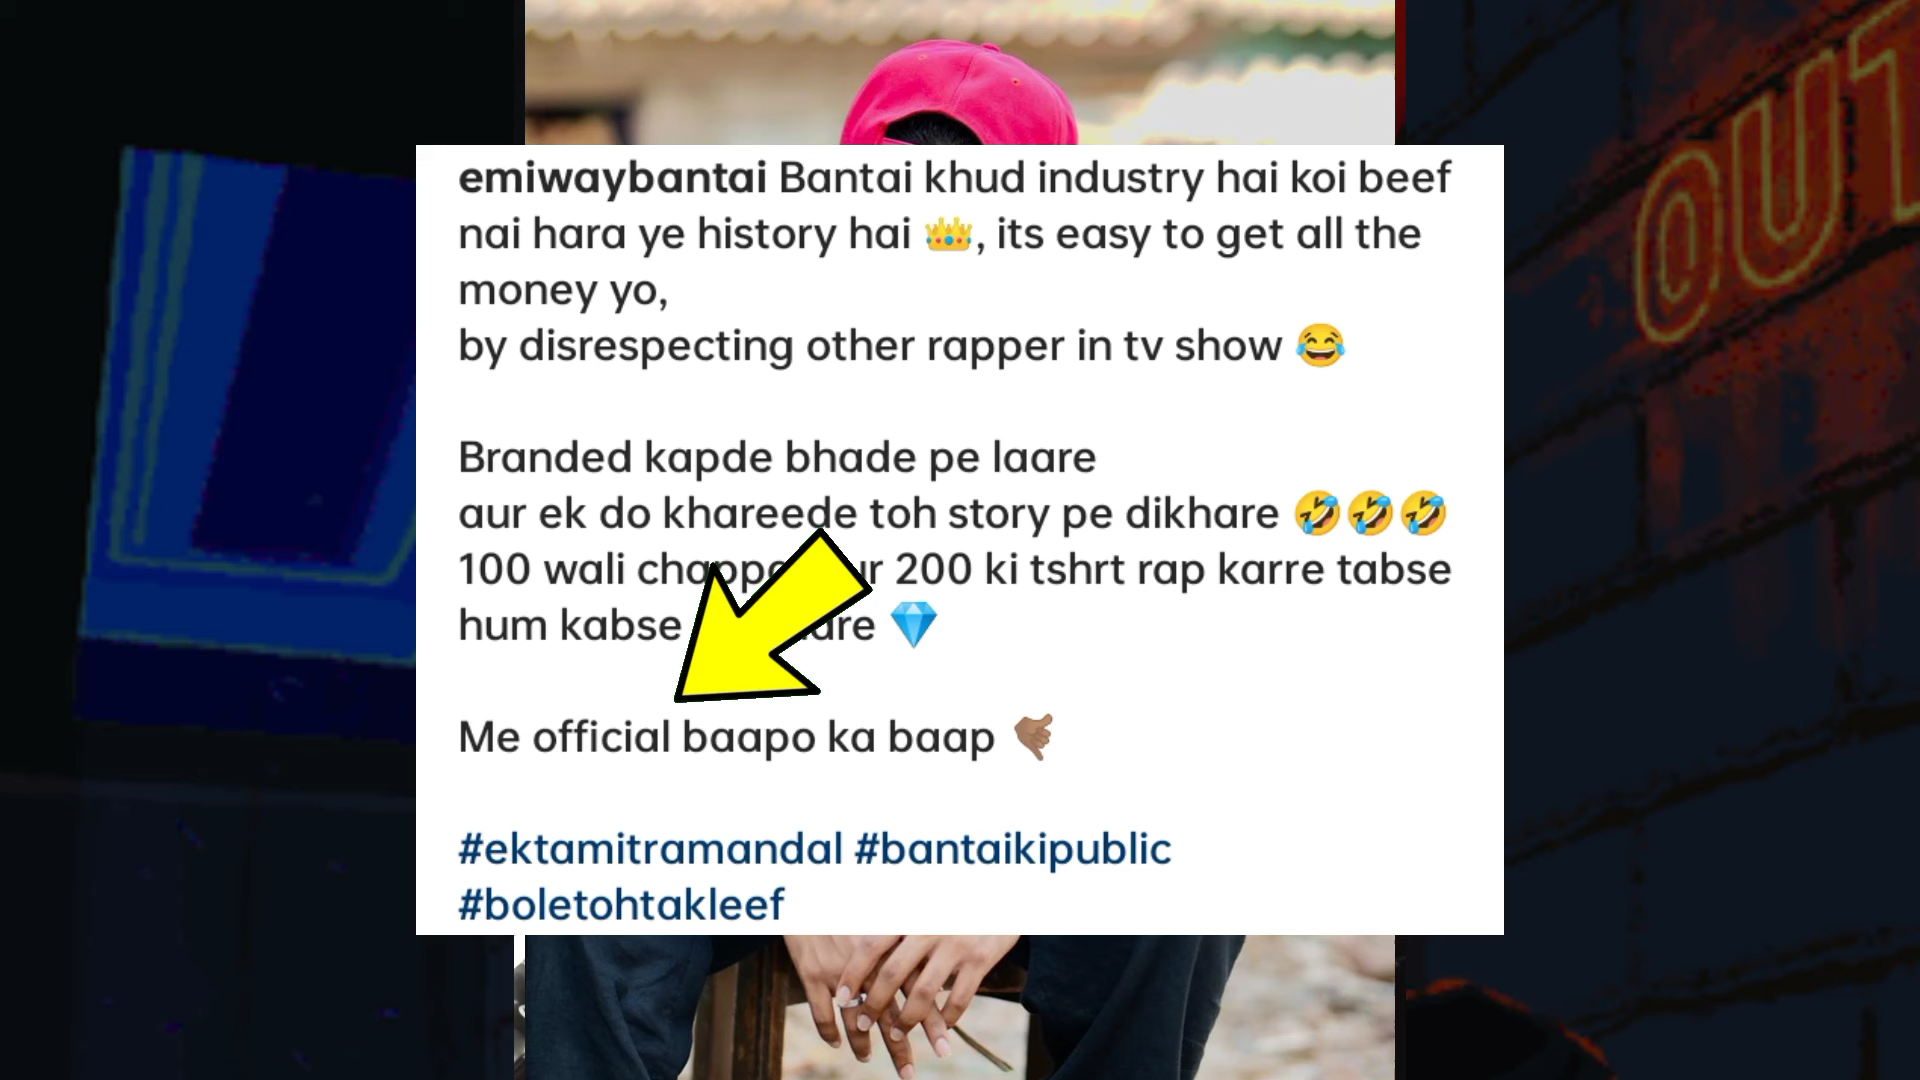 emiwaybantai Bantai khud industry hai koi beef
nai hara ye history hai 👑, its easy to get all the
money yo,
by disrespecting other rapper in tv show 😂
Branded kapde bhade pe laare
aur ek do khareede toh story pe dikhare 🤣🤣🤣
100 wali 200 ki tshrt rap karre tabse
hum kabse 💎
Me official baapo ka baap 🤙🏽
#ektamitramandal #bantaikipublic
#boletohtakleef
OUT